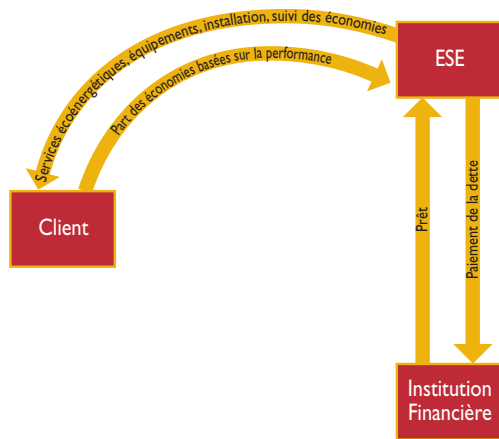 Services écoénergétiques, équipements, installation, suivi des économies
Part des économies basées sur la performance
ESE
Client
Prêt
Paiement de la dette
Institution
Financière